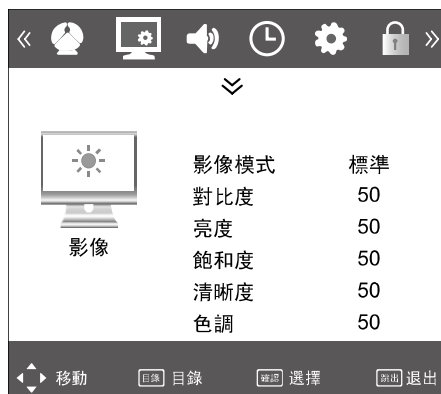 影像模式 標準
對比度 50
亮度 50
飽和度 50
清晰度 50
色調 50
影像
移動 目錄 目錄 確認 選擇 跳出 退出